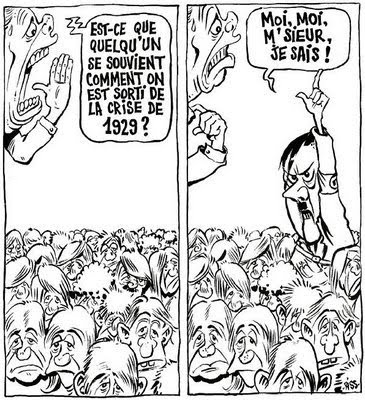 EST-CE QUE
QUELQU'UN
SE SOUVIENT
COMMENT ON
EST SORTI DE
LA CRISE DE
1929 ?
MOI, MOI,
M'SIEUR,
JE SAIS !
RISS